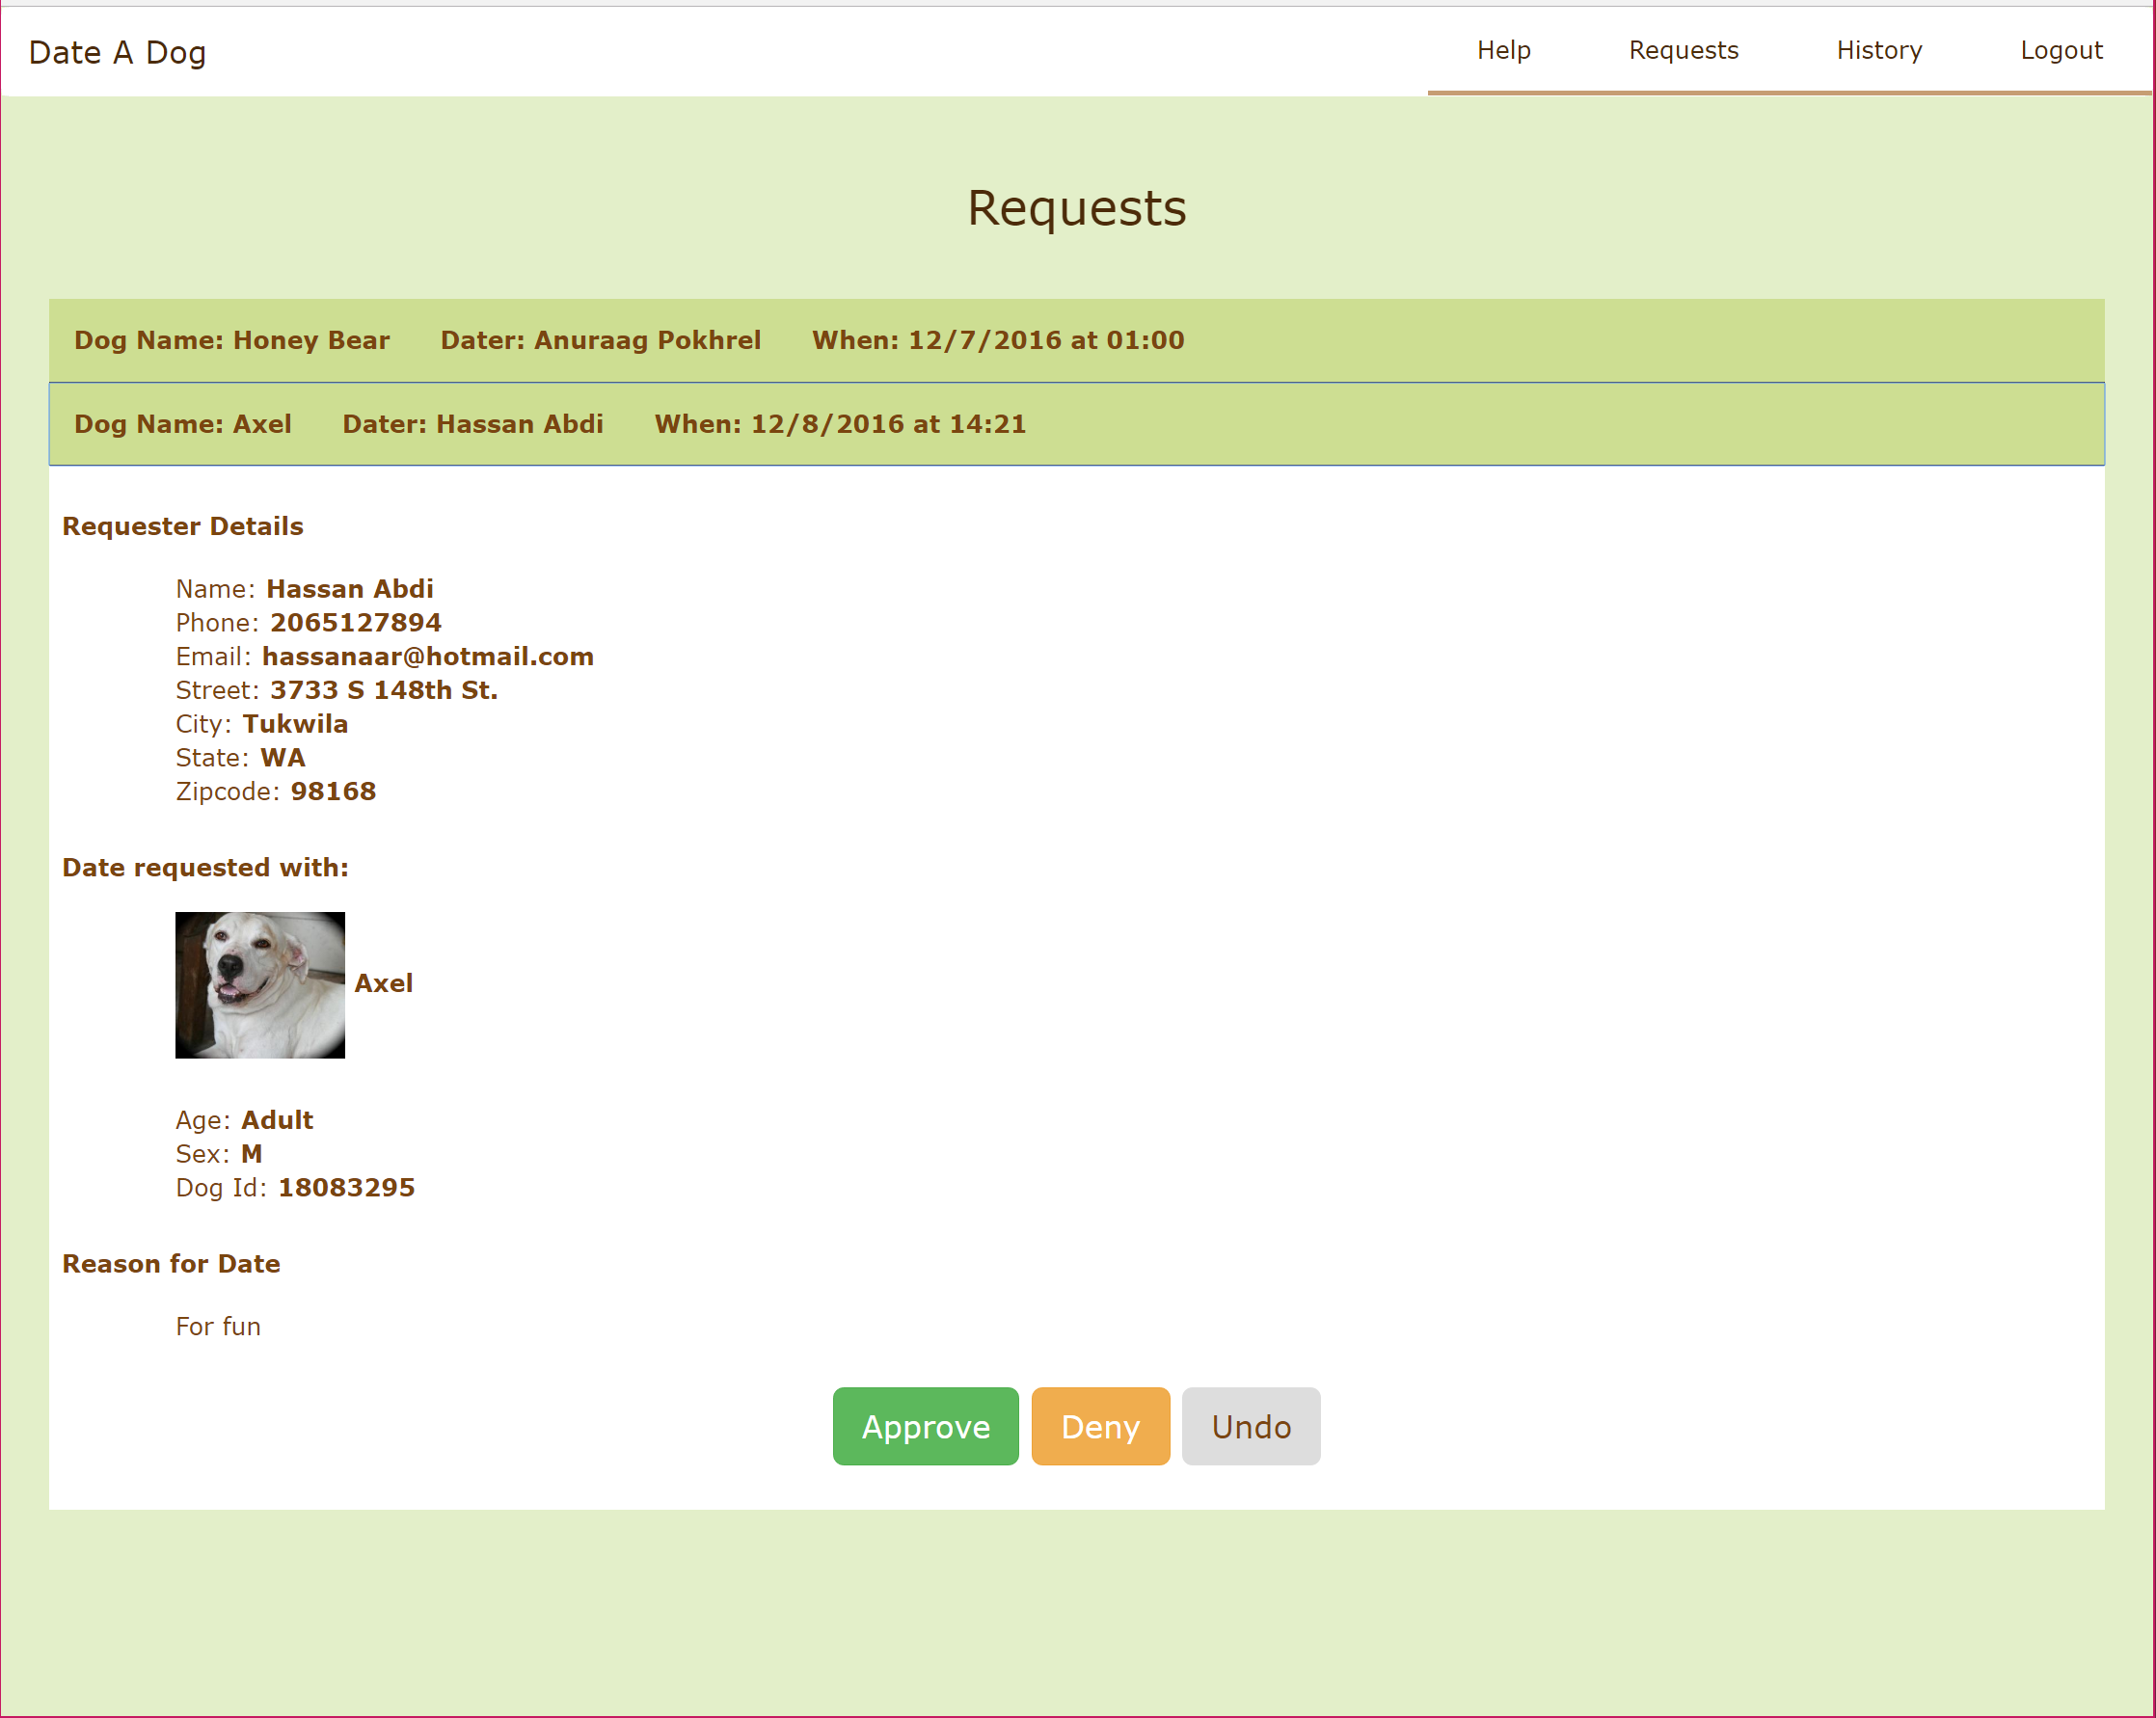 Date A Dog Help Requests History Logout
Requests
Dog Name: Honey Bear Dater: Anuraag Pokhrel When: 12/7/2016 at 01:00
Dog Name: Axel Dater: Hassan Abdi When: 12/8/2016 at 14:21
Requester Details
Name: Hassan Abdi
Phone: 2065127894
Email: hassanaar@hotmail.com
Street: 3733 S 148th St.
City: Tukwila
State: WA
Zipcode: 98168
Date requested with:
Axel
Age: Adult
Sex: M
Dog Id: 18083295
Reason for Date
For fun
Approve Deny Undo